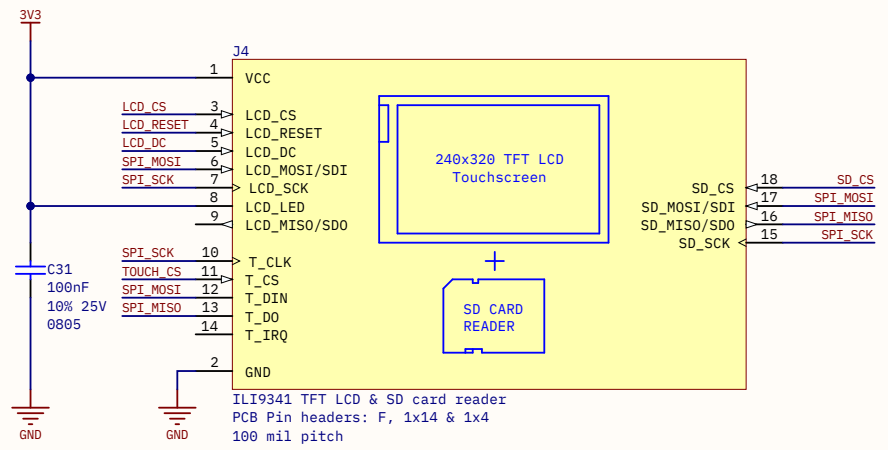 3V3
J4
1 VCC
LCD_CS 3 LCD_CS
LCD_RESET 4 LCD_RESET
LCD_DC 5 LCD_DC
SPI_MOSI 6 LCD_MOSI/SDI
SPI_SCK 7 LCD_SCK
8 LCD_LED
9 LCD_MISO/SDO
SPI_SCK 10 T_CLK
TOUCH_CS 11 T_CS
SPI_MOSI 12 T_DIN
SPI_MISO 13 T_DO
14 T_IRQ
2 GND
240x320 TFT LCD
Touchscreen
+
SD CARD
READER
SD_CS 18 SD_CS
SD_MOSI/SDI 17 SPI_MOSI
SD_MISO/SDO 16 SPI_MISO
SD_SCK 15 SPI_SCK
C31
100nF
10% 25V
0805
GND
GND
ILI9341 TFT LCD & SD card reader
PCB Pin headers: F, 1x14 & 1x4
100 mil pitch